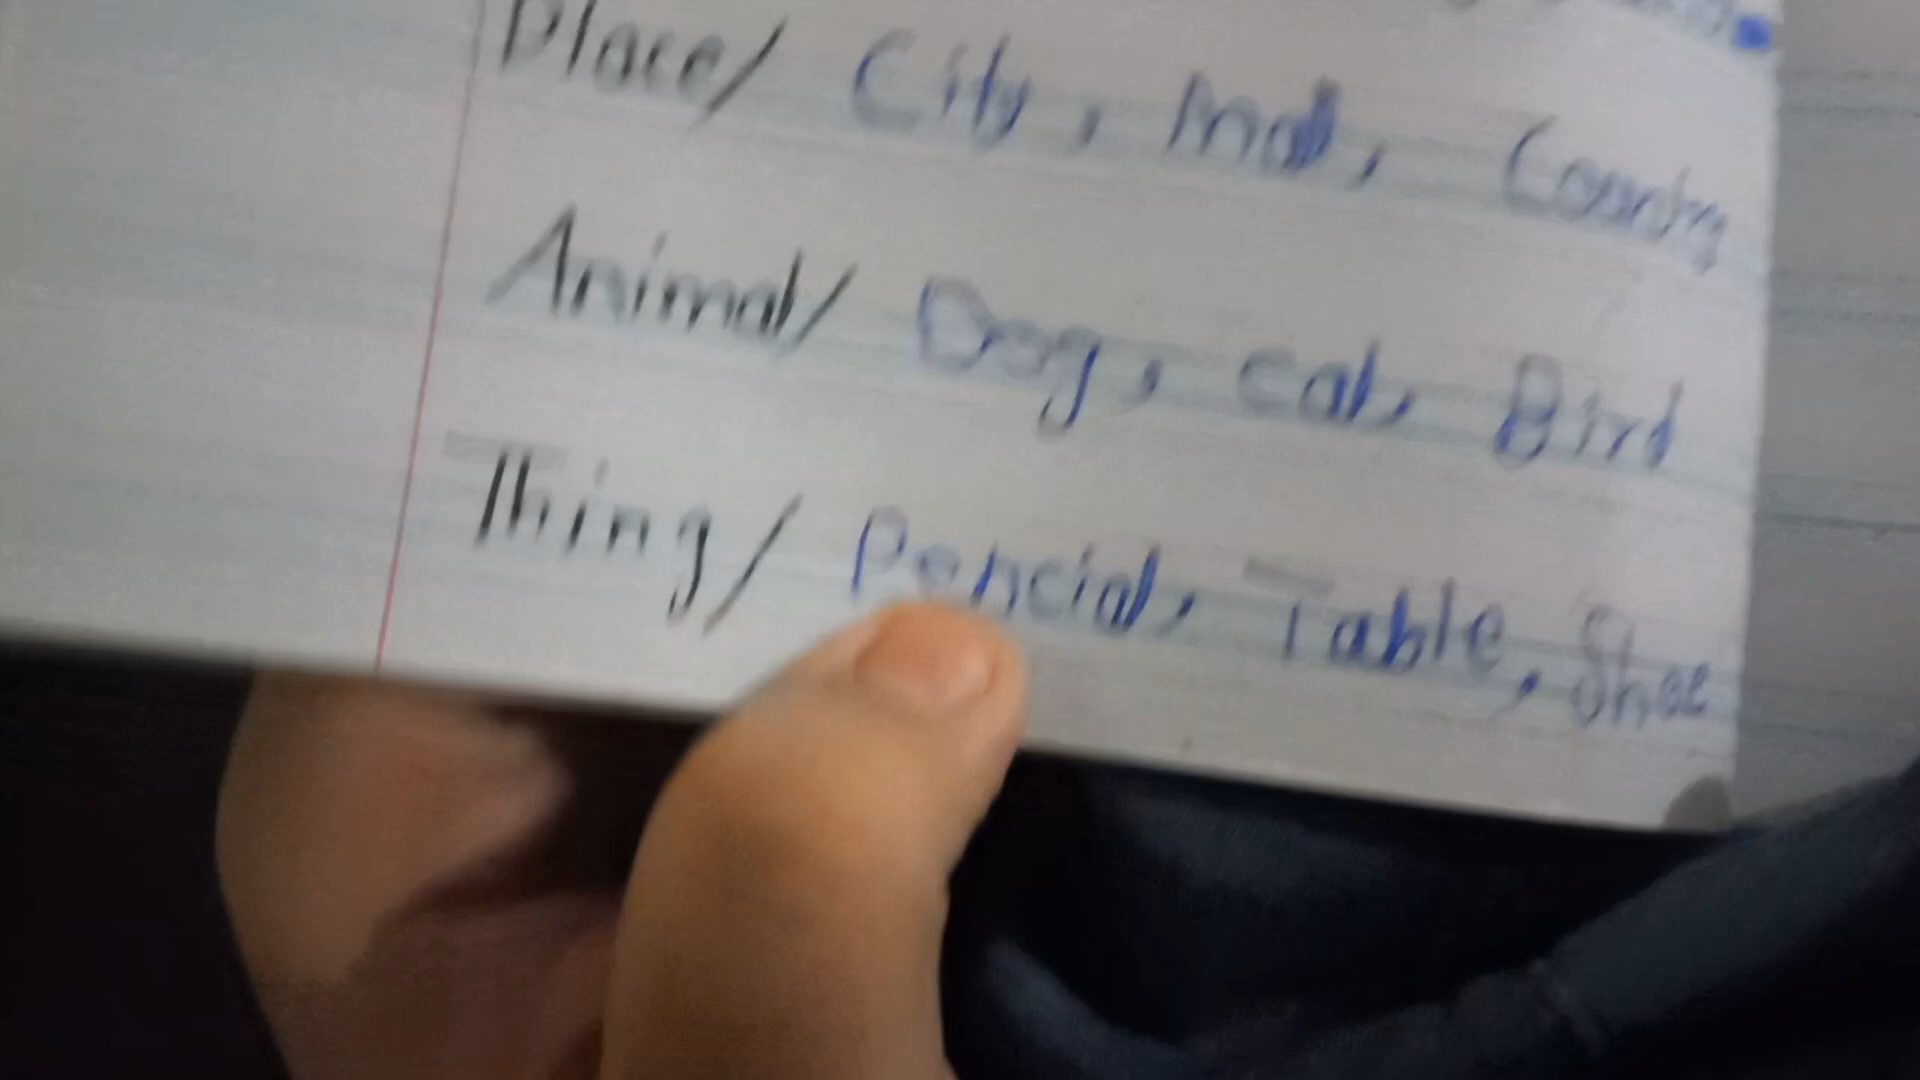 Place/ City, mall, Country
Animal/ Dog, cat, Bird
Thing/ Pencial, Table, Shoe